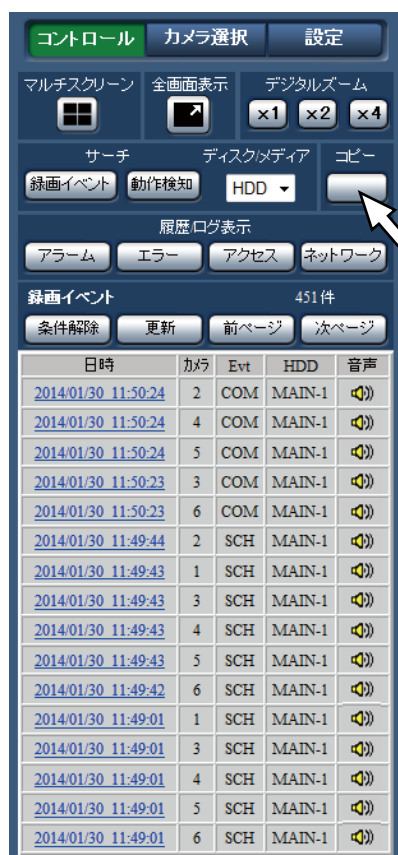 コントロール カメラ選択 設定
マルチスクリーン 全画面表示 デジタルズーム
x1 x2 x4
サーチ ディスク/メディア コピー
録画イベント 動作検知 HDD
履歴/ログ表示
アラーム エラー アクセス ネットワーク
録画イベント 451件
条件解除 更新 前ページ 次ページ
日時 カメラ Evt HDD 音声
2014/01/30 11:50:24 2 COM MAIN-1
2014/01/30 11:50:24 4 COM MAIN-1
2014/01/30 11:50:24 5 COM MAIN-1
2014/01/30 11:50:23 3 COM MAIN-1
2014/01/30 11:50:23 6 COM MAIN-1
2014/01/30 11:49:44 2 SCH MAIN-1
2014/01/30 11:49:43 1 SCH MAIN-1
2014/01/30 11:49:43 3 SCH MAIN-1
2014/01/30 11:49:43 4 SCH MAIN-1
2014/01/30 11:49:43 5 SCH MAIN-1
2014/01/30 11:49:42 6 SCH MAIN-1
2014/01/30 11:49:01 1 SCH MAIN-1
2014/01/30 11:49:01 3 SCH MAIN-1
2014/01/30 11:49:01 4 SCH MAIN-1
2014/01/30 11:49:01 5 SCH MAIN-1
2014/01/30 11:49:01 6 SCH MAIN-1